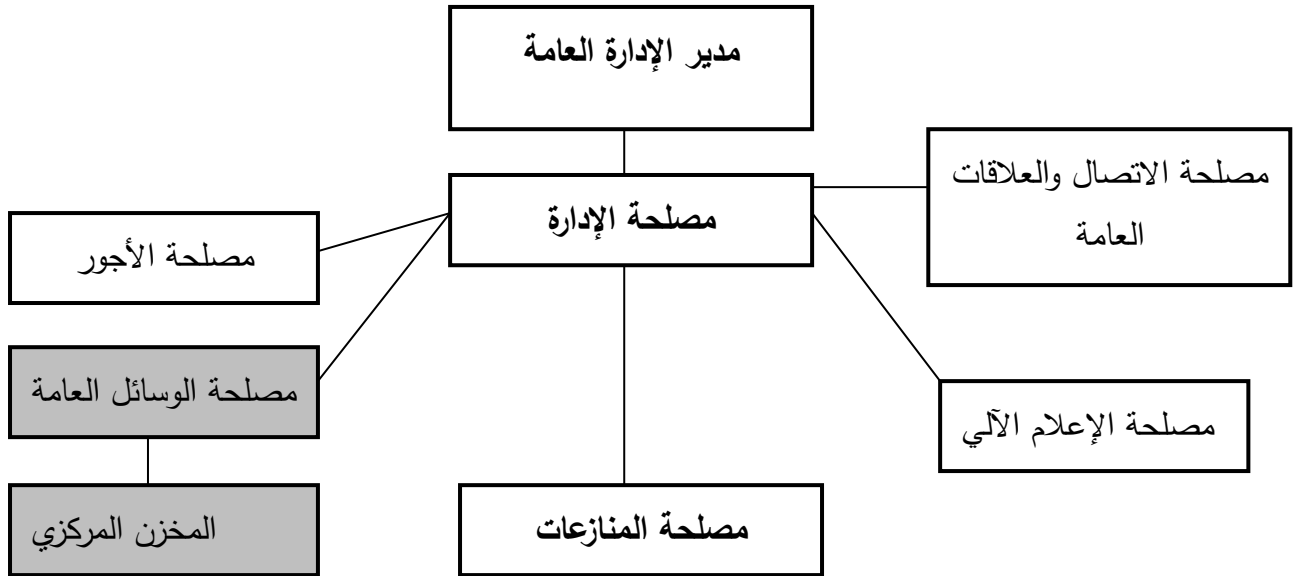 مدير الإدارة العامة
مصلحة الاتصال والعلاقات
العامة
مصلحة الإدارة
مصلحة الأجور
مصلحة الوسائل العامة
مصلحة الإعلام الآلي
المخزن المركزي
مصلحة المنازعات